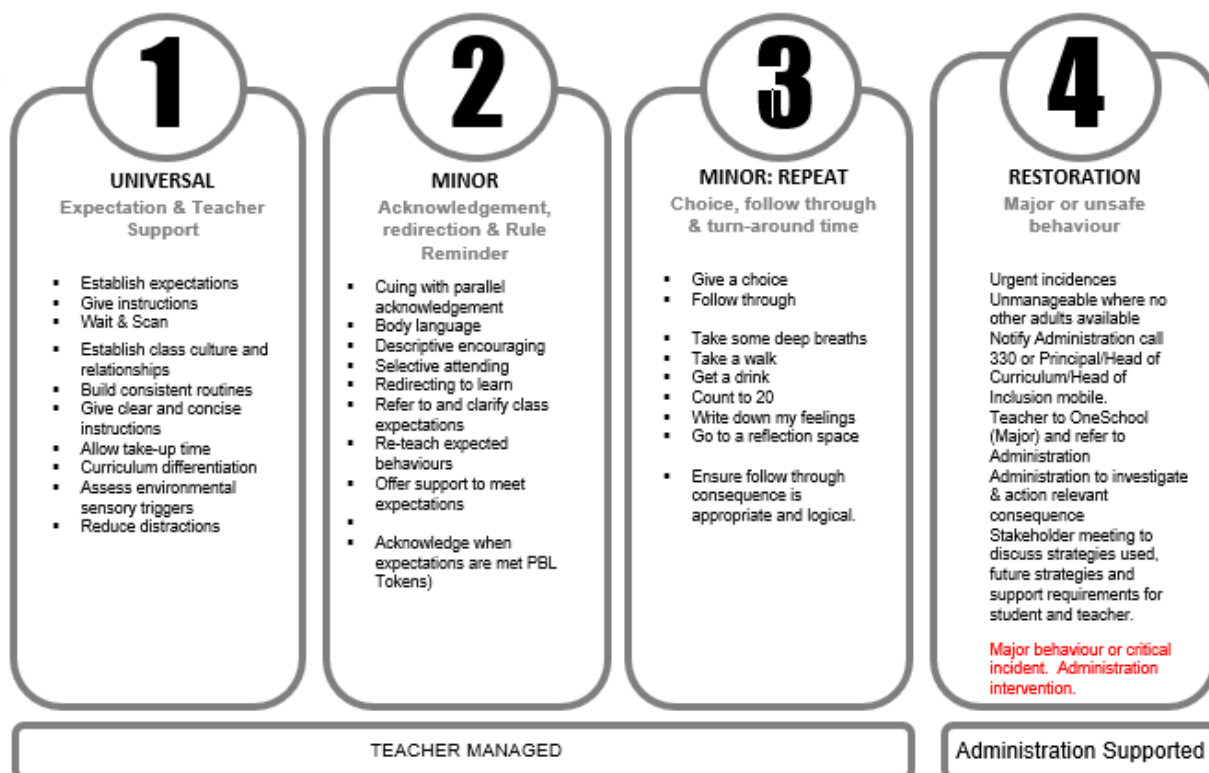 1
UNIVERSAL
Expectation & Teacher
Support
Establish expectations
Give instructions
Wait & Scan
Establish class culture and
relationships
Build consistent routines
Give clear and concise
instructions
Allow take-up time
Curriculum differentiation
Assess environmental
sensory triggers
Reduce distractions
2
MINOR
Acknowledgement,
redirection & Rule
Reminder
Cuing with parallel
acknowledgement
Body language
Descriptive encouraging
Selective attending
Redirecting to learn
Refer to and clarify class
expectations
Re-teach expected
behaviours
Offer support to meet
expectations
Acknowledge when
expectations are met PBL
Tokens)
3
MINOR: REPEAT
Choice, follow through
& turn-around time
Give a choice
Follow through
Take some deep breaths
Take a walk
Get a drink
Count to 20
Write down my feelings
Go to a reflection space
Ensure follow through
consequence is
appropriate and logical.
4
RESTORATION
Major or unsafe
behaviour
Urgent incidences
Unmanageable where no
other adults available
Notify Administration call
330 or Principal/Head of
Curriculum/Head of
Inclusion mobile.
Teacher to OneSchool
(Major) and refer to
Administration
Administration to investigate
& action relevant
consequence
Stakeholder meeting to
discuss strategies used,
future strategies and
support requirements for
student and teacher.
Major behaviour or critical
incident. Administration
intervention.
TEACHER MANAGED
Administration Supported